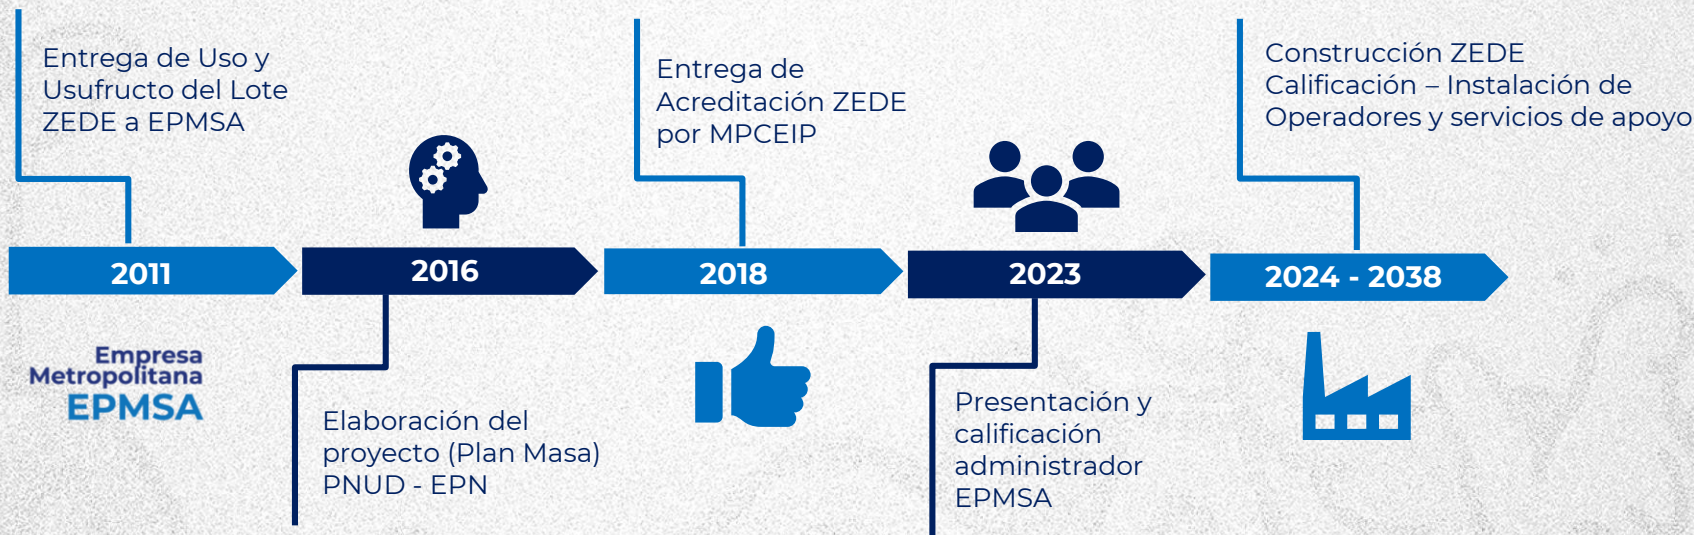 Entrega de Uso y
Usufructo del Lote
ZEDE a EPMSA
2011
Empresa
Metropolitana
EPMSA
2016
Elaboración del
proyecto (Plan Masa)
PNUD - EPN
Entrega de
Acreditación ZEDE
por MPCEIP
2018
2023
Presentación y
calificación
administrador
EPMSA
Construcción ZEDE
Calificación – Instalación de
Operadores y servicios de apoyo
2024 - 2038